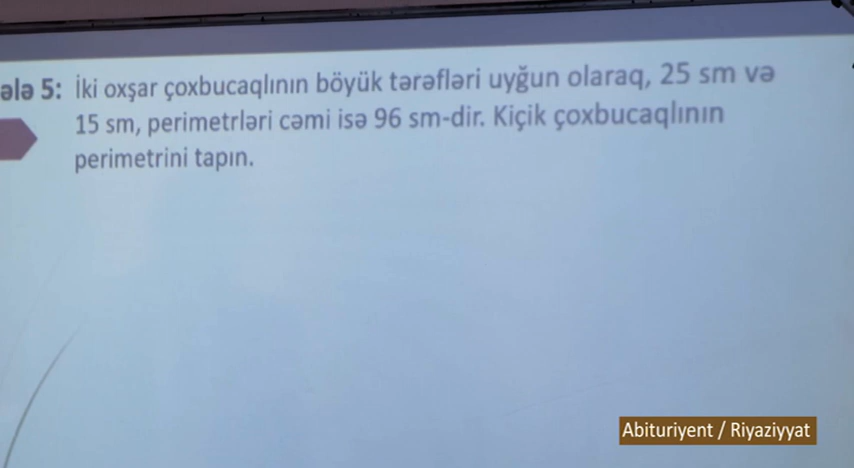 ələ 5: İki oxşar çoxbucaqlının böyük tərəfləri uyğun olaraq, 25 sm və
15 sm, perimetrləri cəmi isə 96 sm-dir. Kiçik çoxbucaqlının
perimetrini tapın.
Abituriyent / Riyaziyyat